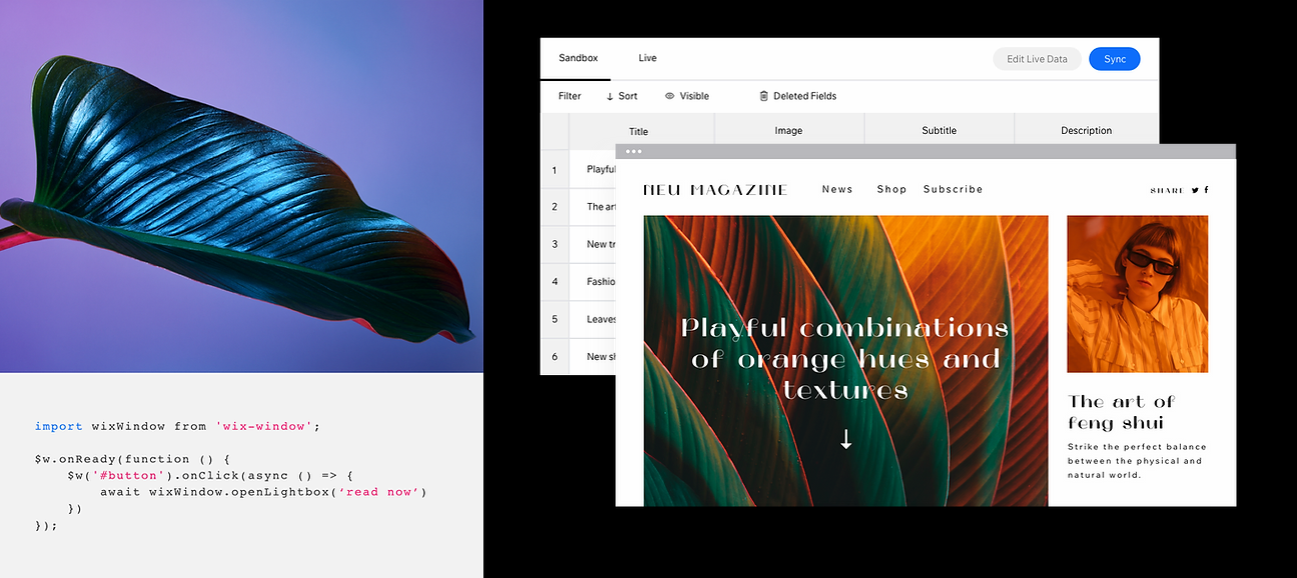 import wixWindow from 'wix-window';
$w.onReady(function () {
$w('#button').onClick(async () => {
await wixWindow.openLightbox(‘read now’)
})
});
Sandbox Live Edit Live Data Sync
Filter Sort Visible Deleted Fields
Title Image Subtitle Description
1 Playful
2 The art
3 New tr
4 Fashio
5 Leaves
6 New sh
NEU MAGAZINE News Shop Subscribe SHARE
Playful combinations
of orange hues and
textures
The art of
feng shui
Strike the perfect balance
between the physical and
natural world.